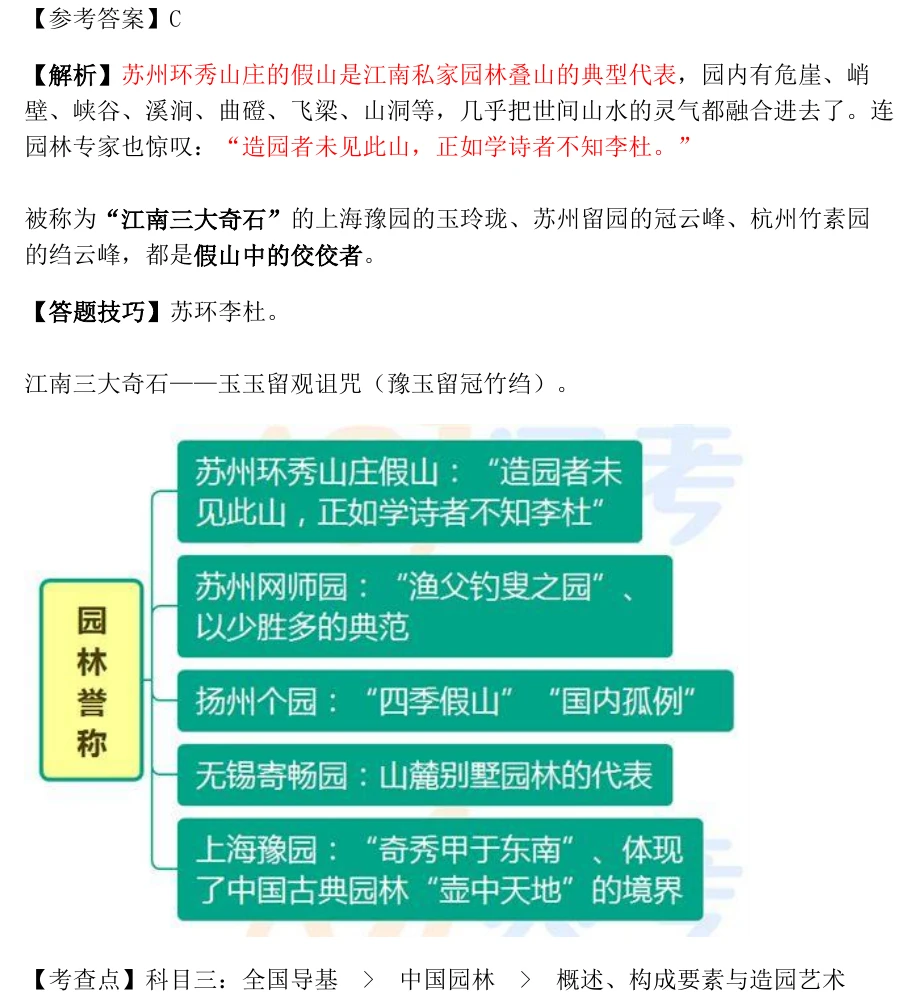 【参考答案】C
【解析】苏州环秀山庄的假山是江南私家园林叠山的典型代表，园内有危崖、峭
壁、峡谷、溪涧、曲磴、飞梁、山洞等，几乎把世间山水的灵气都融合进去了。连
园林专家也惊叹：“造园者未见此山，正如学诗者不知李杜。”
被称为“江南三大奇石”的上海豫园的玉玲珑、苏州留园的冠云峰、杭州竹素园
的绉云峰，都是假山中的佼佼者。
【答题技巧】苏环李杜。
江南三大奇石——玉玉留观诅咒（豫玉留冠竹绉）。
园林誉称
苏州环秀山庄假山：“造园者未
见此山，正如学诗者不知李杜”
苏州网师园：“渔父钓叟之园”、
以少胜多的典范
扬州个园：“四季假山”“国内孤例”
无锡寄畅园：山麓别墅园林的代表
上海豫园：“奇秀甲于东南”、体现
了中国古典园林“壶中天地”的境界
【考查点】科目三：全国导基 > 中国园林 > 概述、构成要素与造园艺术